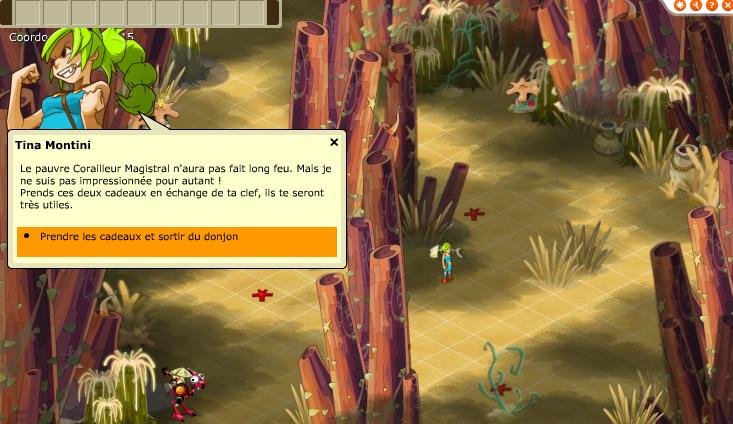 Coordo
15
Tina Montini
Le pauvre Corailleur Magistral n'aura pas fait long feu. Mais je
ne suis pas impressionnée pour autant !
Prends ces deux cadeaux en échange de ta clef, ils te seront
très utiles.
Prendre les cadeaux et sortir du donjon